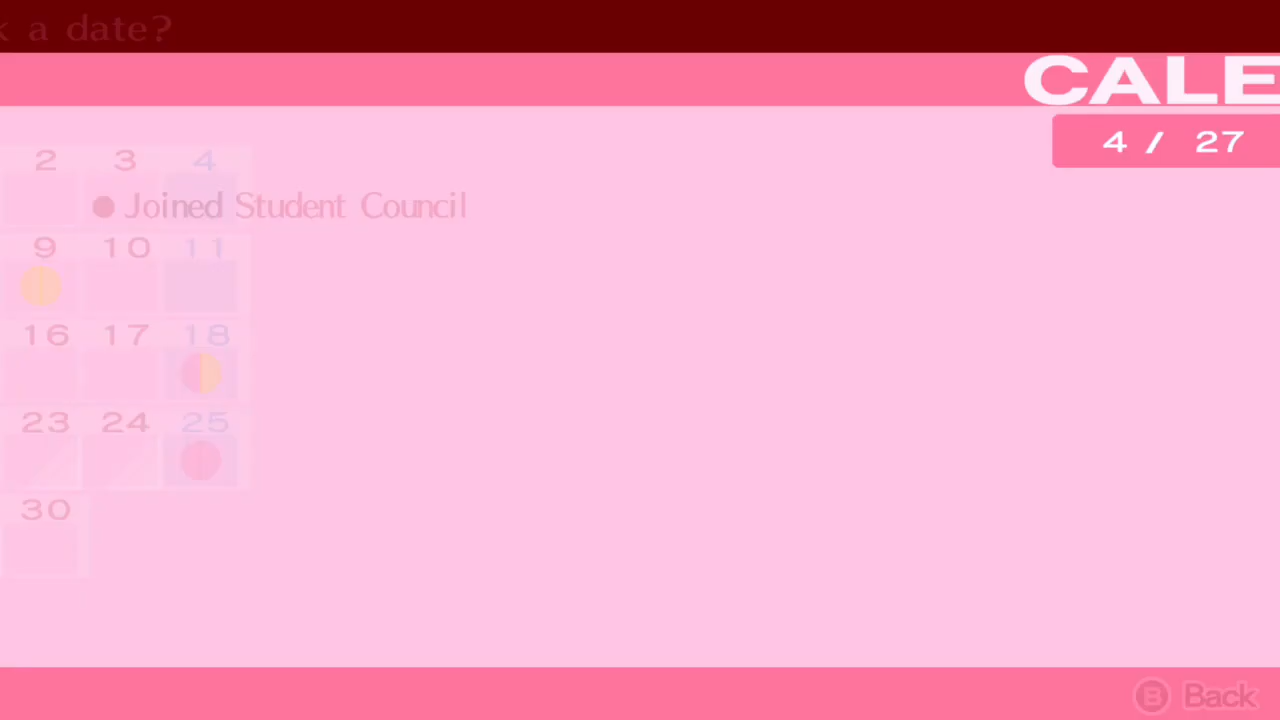 k a date?
CALE
4 / 27
2 3 4
● Joined Student Council
9 10 11
16 17 18
23 24 25
30
B Back